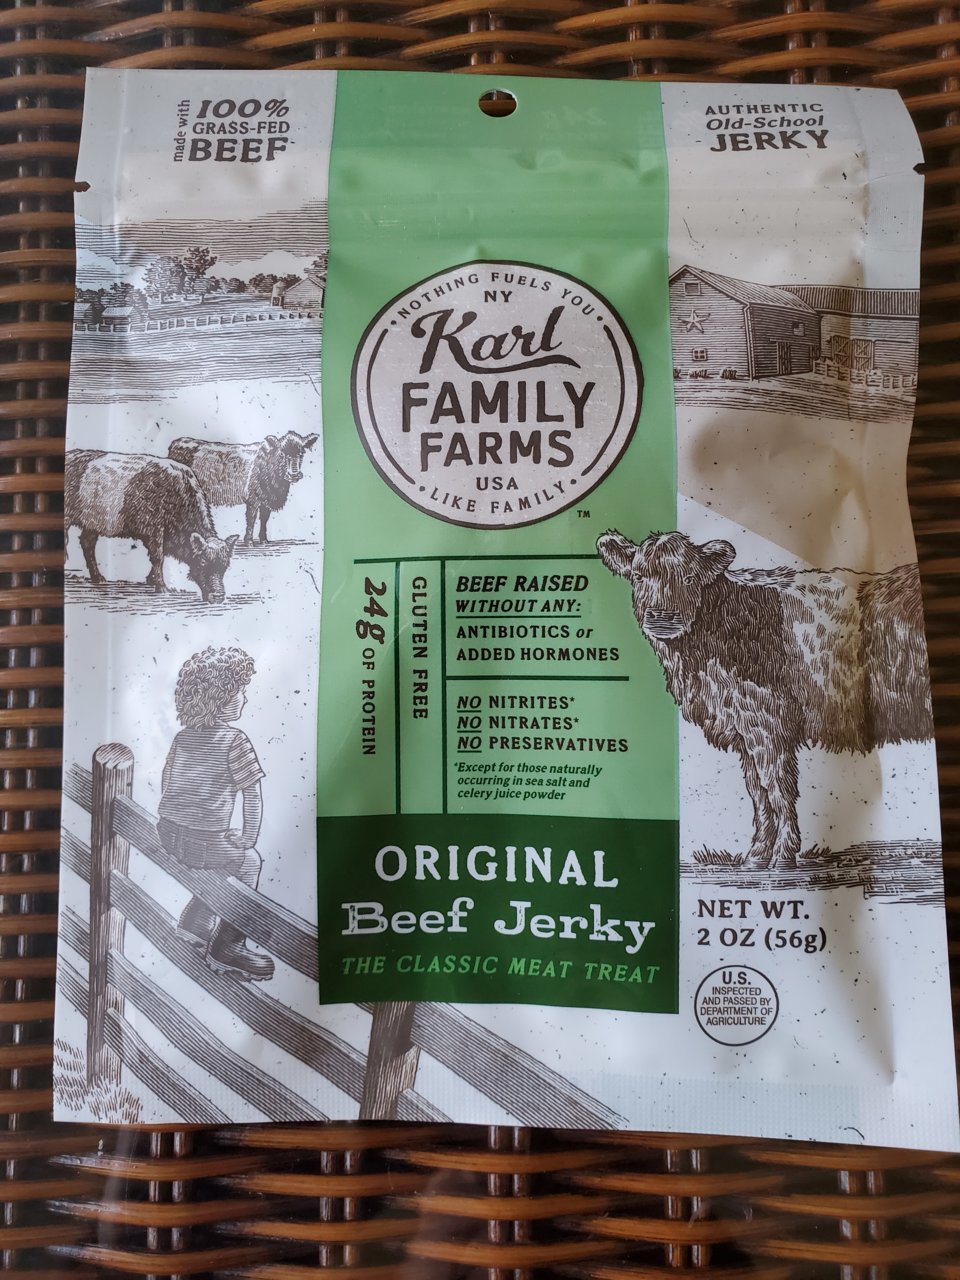 made with
100%
GRASS-FED
BEEF
AUTHENTIC
Old-School
JERKY
• NOTHING FUELS YOU •
NY
Karl
FAMILY
FARMS
USA
• LIKE FAMILY •
™
24g OF PROTEIN
GLUTEN FREE
BEEF RAISED
WITHOUT ANY:
ANTIBIOTICS or
ADDED HORMONES
NO NITRITES*
NO NITRATES*
NO PRESERVATIVES
*Except for those naturally
occurring in sea salt and
celery juice powder
ORIGINAL
Beef Jerky
THE CLASSIC MEAT TREAT
NET WT.
2 OZ (56g)
U.S.
INSPECTED
AND PASSED BY
DEPARTMENT OF
AGRICULTURE